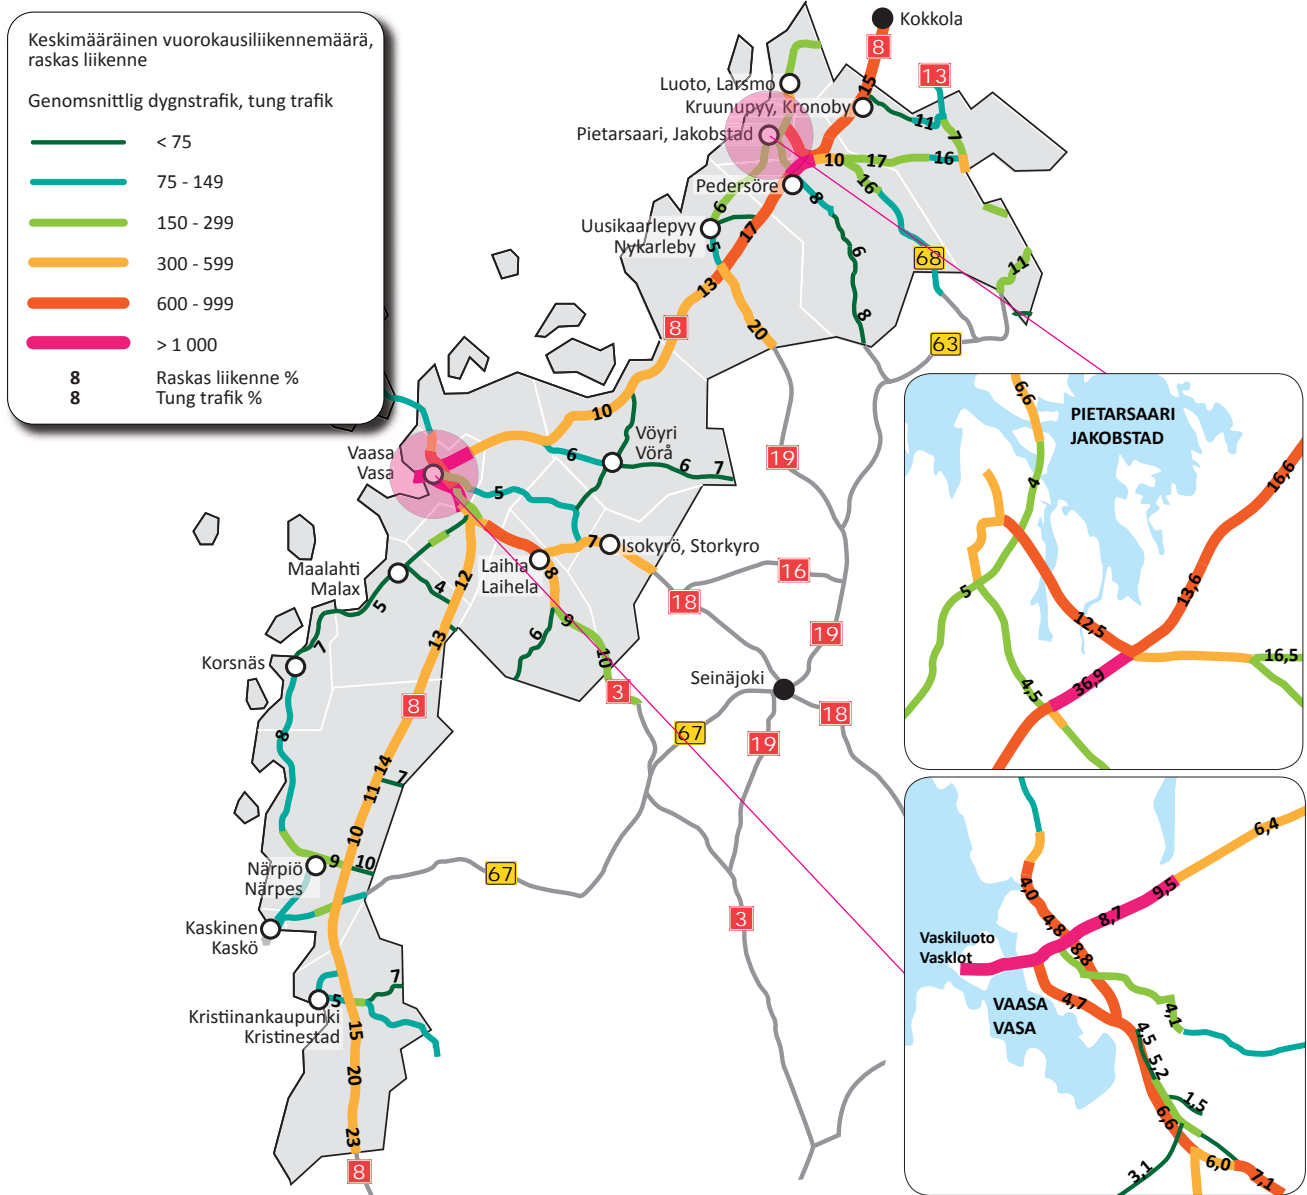 Keskimääräinen vuorokausiliikennemäärä,
raskas liikenne
Genomsnittlig dygnstrafik, tung trafik
< 75
75 - 149
150 - 299
300 - 599
600 - 999
> 1 000
8 Raskas liikenne %
8 Tung trafik %
Kokkola
8
13
15
Luoto, Larsmo
Kruunupyy, Kronoby
11
7
Pietarsaari, Jakobstad
10
17
16
16
Pedersöre
8
6
Uusikaarlepyy
Nykarleby
5
17
6
68
11
13
20
8
8
63
10
Vöyri
Vörå
6
6
7
19
Vaasa
Vasa
5
7
Isokyrö, Storkyro
Laihia
Laihela
8
16
18
Maalahti
Malax
12
4
5
9
6
13
10
19
7
Korsnäs
Seinäjoki
3
8
18
67
19
8
14
7
11
10
9
10
Närpiö
Närpes
67
3
Kaskinen
Kaskö
7
5
Kristiinankaupunki
Kristinestad
15
20
23
8
PIETARSAARI
JAKOBSTAD
6,6
4
16,6
5
13,6
12,5
16,5
4,5
36,9
6,4
9,5
4,0
8,7
4,8
8,8
Vaskiluoto
Vasklot
VAASA
VASA
4,7
4,1
4,5
5,2
1,5
6,6
3,1
6,0
7,1